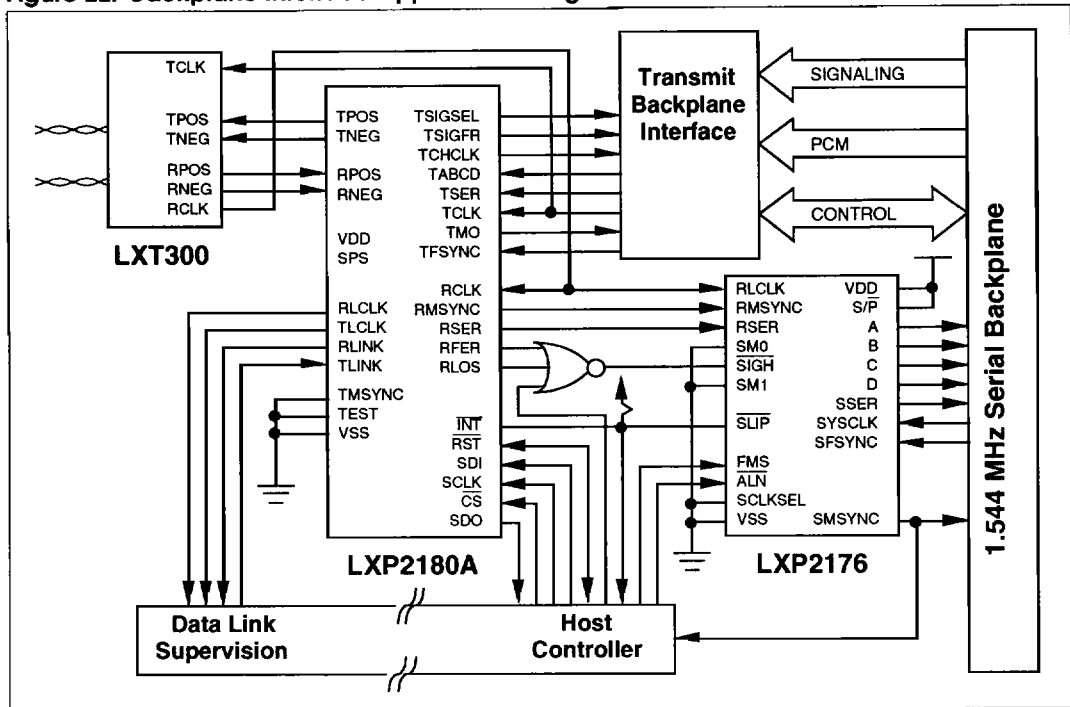 TCLK
TPOS
TNEG
RPOS
RNEG
RCLK
LXT300
TPOS
TNEG
RPOS
RNEG
VDD
SPS
RLCLK
TLCLK
RLINK
TLINK
TMSYNC
TEST
VSS
TSIGSEL
TSIGFR
TCHCLK
TABCD
TSER
TCLK
TMO
TFSYNC
RCLK
RMSYNC
RSER
RFER
RLOS
INT
RST
SDI
SCLK
CS
SDO
LXP2180A
Transmit
Backplane
Interface
SIGNALING
PCM
CONTROL
RLCLK
RMSYNC
RSER
SM0
SIGH
SM1
SLIP
FMS
ALN
SCLKSEL
VSS
VDD
S/P
A
B
C
D
SSER
SYSCLK
SFSYNC
SMSYNC
LXP2176
1.544 MHz Serial Backplane
Data Link
Supervision
Host
Controller